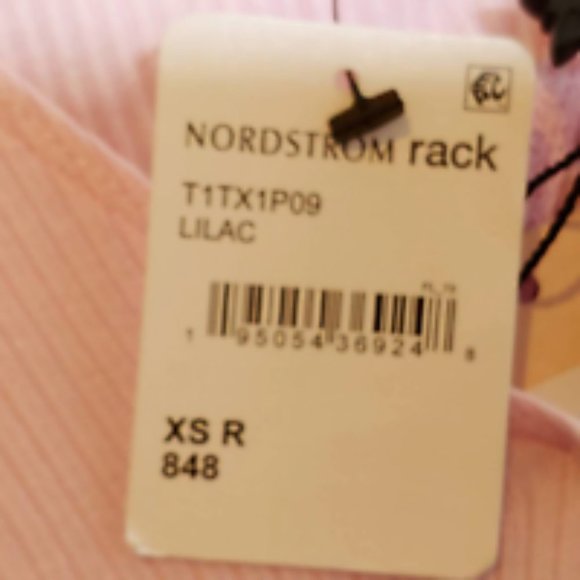 NORDSTROM rack
T1TX1P09
LILAC
1 95054 36924 8
XS R
848